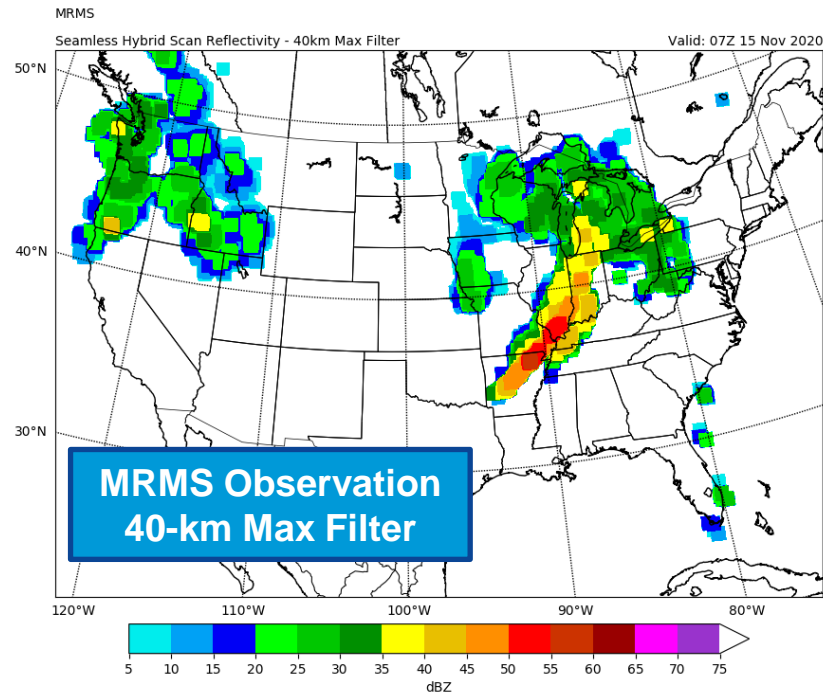 MRMS
Seamless Hybrid Scan Reflectivity - 40km Max Filter Valid: 07Z 15 Nov 2020
50°N
40°N
30°N
MRMS Observation
40-km Max Filter
120°W 110°W 100°W 90°W 80°W
5 10 15 20 25 30 35 40 45 50 55 60 65 70 75
dBZ